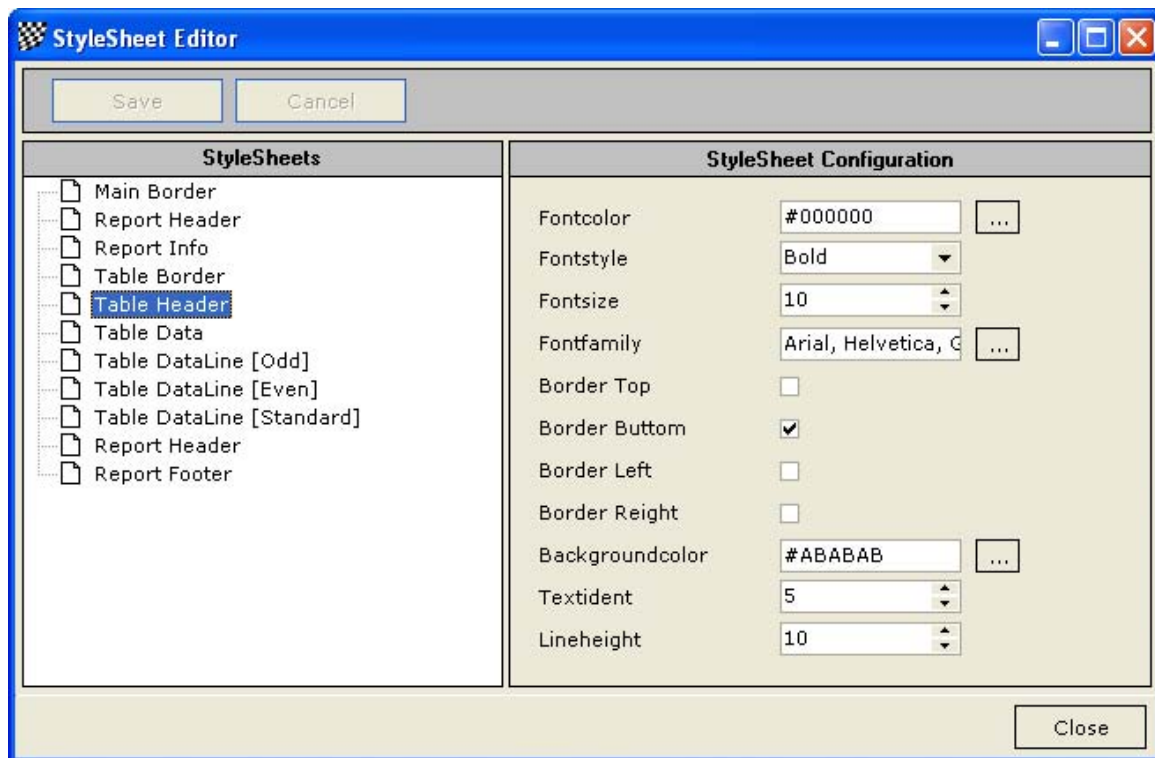 StyleSheet Editor
Save Cancel
StyleSheets
Main Border
Report Header
Report Info
Table Border
Table Header
Table Data
Table DataLine [Odd]
Table DataLine [Even]
Table DataLine [Standard]
Report Header
Report Footer
StyleSheet Configuration
Fontcolor #000000 ...
Fontstyle Bold
Fontsize 10
Fontfamily Arial, Helvetica, G ...
Border Top
Border Buttom
Border Left
Border Reight
Backgroundcolor #ABABAB ...
Textident 5
Lineheight 10
Close